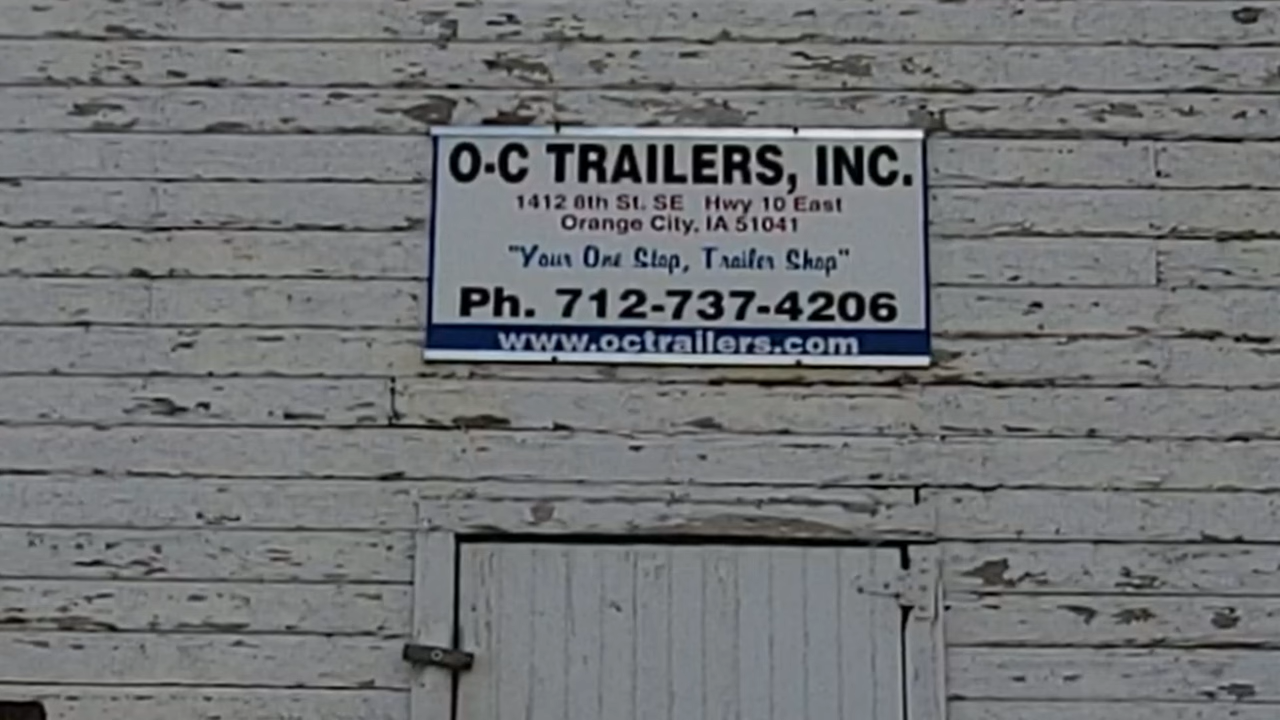 O-C TRAILERS, INC.
1412 8th St. SE Hwy 10 East
Orange City, IA 51041
"Your One Stop, Trailer Shop"
Ph. 712-737-4206
www.octrailers.com